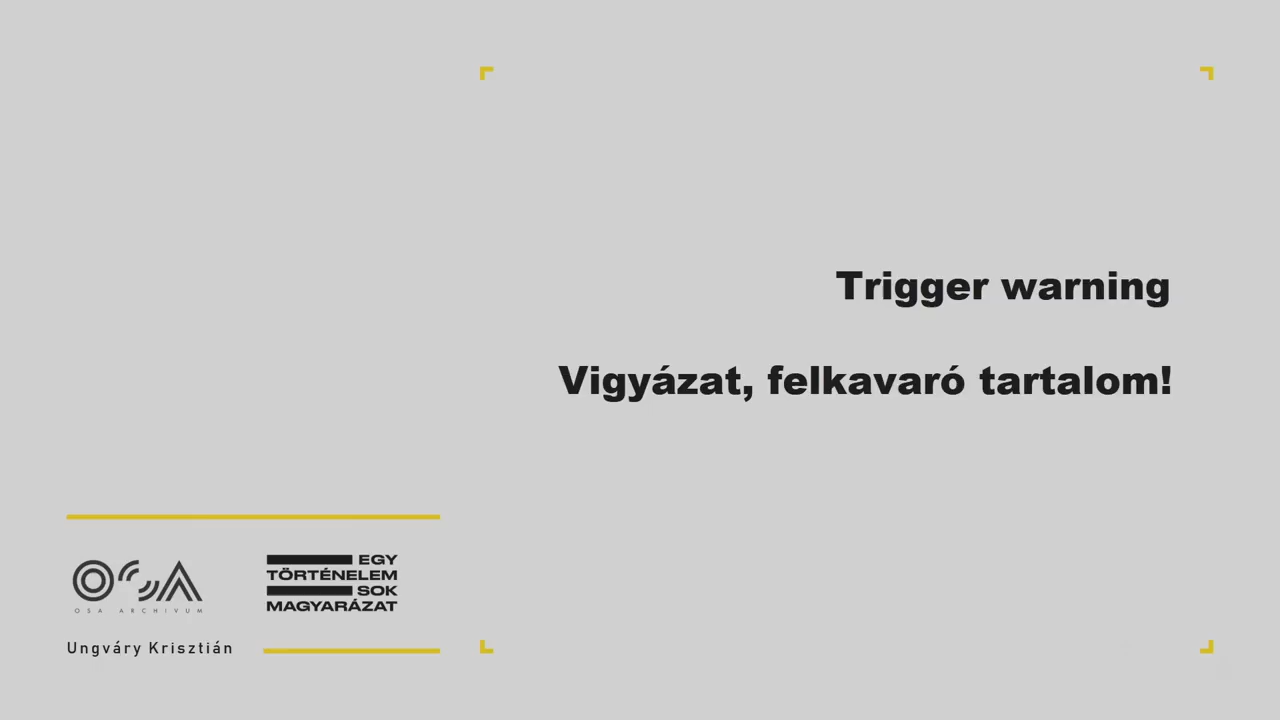 Trigger warning
Vigyázat, felkavaró tartalom!
OSA
OSA ARCHIVUM
EGY
TÖRTÉNELEM
SOK
MAGYARÁZAT
Ungváry Krisztián